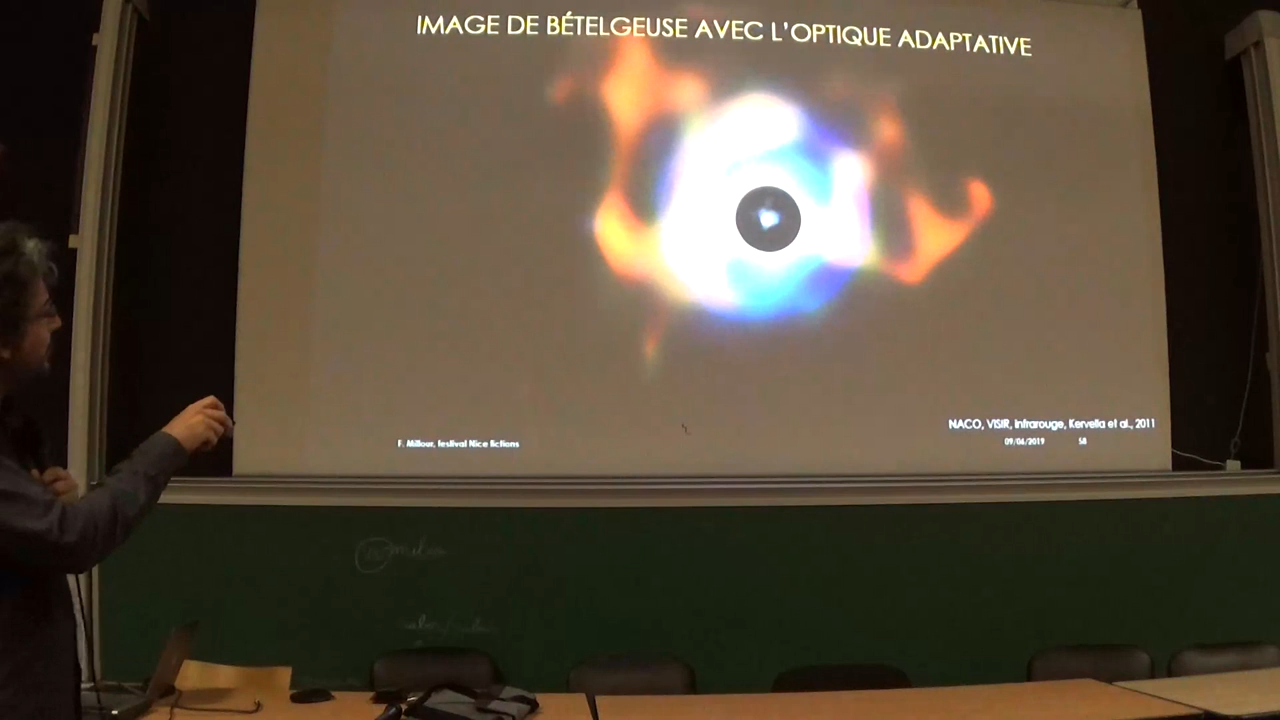 IMAGE DE BÉTELGEUSE AVEC L'OPTIQUE ADAPTATIVE
NACO, VISIR, Infrarouge, Kervella et al., 2011
F. Millour, festival Nice fictions
09/06/2019 58